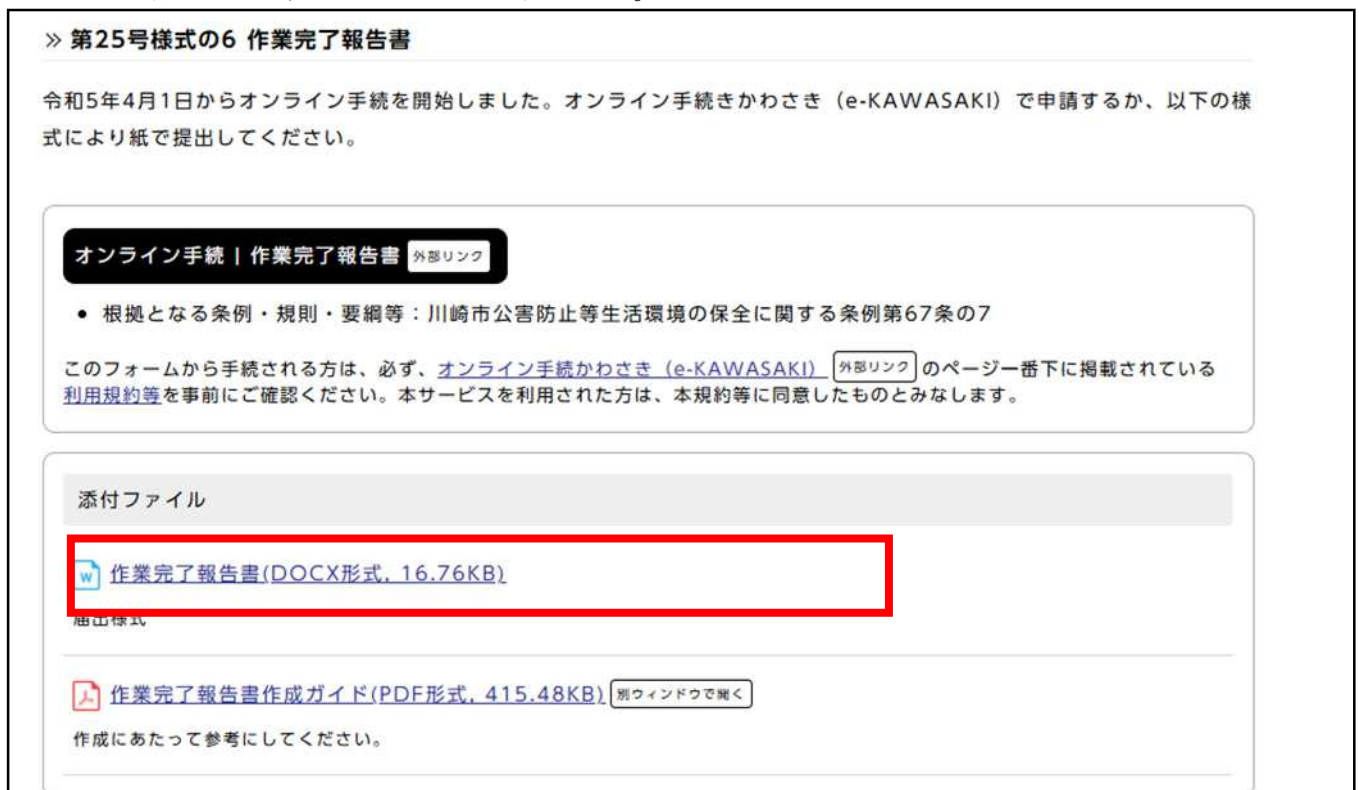 » 第25号様式の6 作業完了報告書
令和5年4月1日からオンライン手続を開始しました。オンライン手続きかわさき（e-KAWASAKI）で申請するか、以下の様
式により紙で提出してください。
オンライン手続 | 作業完了報告書 外部リンク
• 根拠となる条例・規則・要綱等：川崎市公害防止等生活環境の保全に関する条例第67条の7
このフォームから手続される方は、必ず、オンライン手続かわさき（e-KAWASAKI） 外部リンク のページ一番下に掲載されている
利用規約等を事前にご確認ください。本サービスを利用された方は、本規約等に同意したものとみなします。
添付ファイル
W 作業完了報告書(DOCX形式, 16.76KB)
届出様式
作業完了報告書作成ガイド(PDF形式, 415.48KB) 別ウィンドウで開く
作成にあたって参考にしてください。